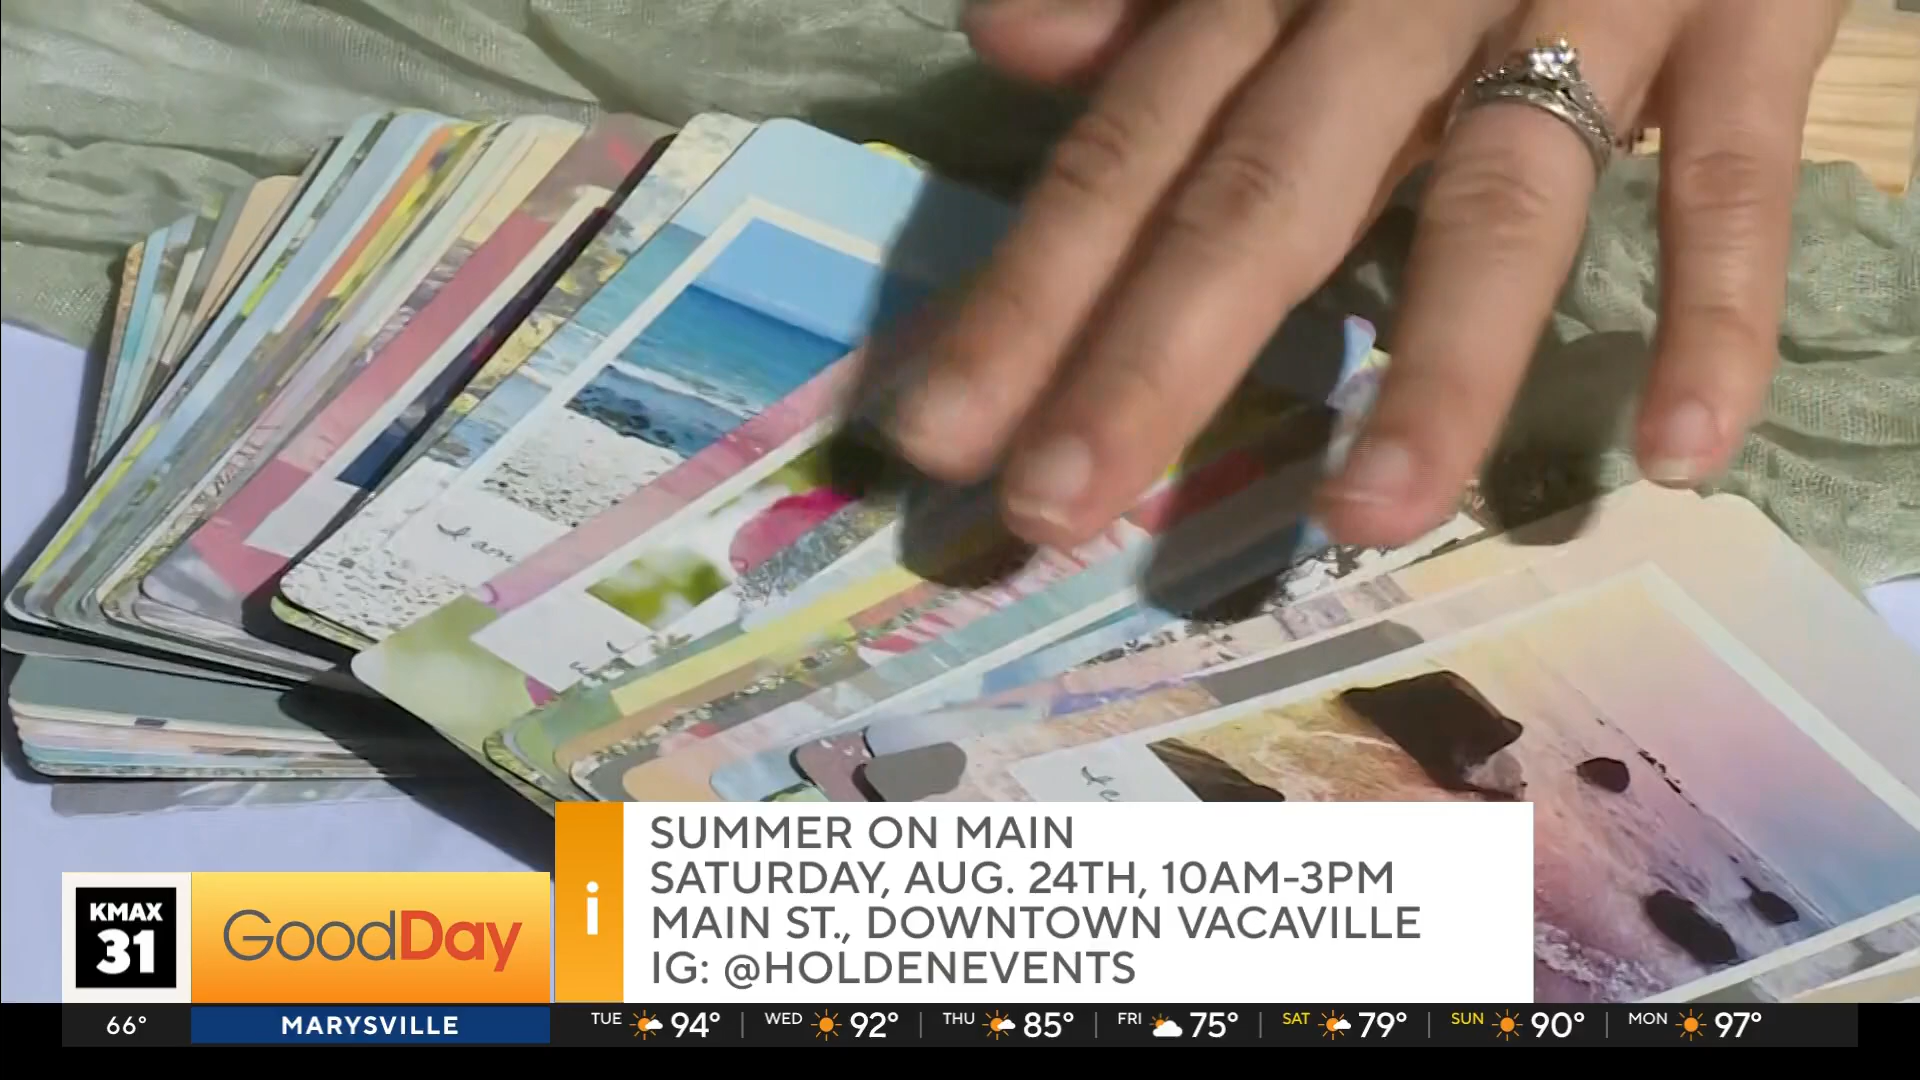 I am
SUMMER ON MAIN
SATURDAY, AUG. 24TH, 10AM-3PM
MAIN ST., DOWNTOWN VACAVILLE
IG: @HOLDENEVENTS
KMAX
31
GoodDay
i
66° MARYSVILLE TUE 94° WED 92° THU 85° FRI 75° SAT 79° SUN 90° MON 97°